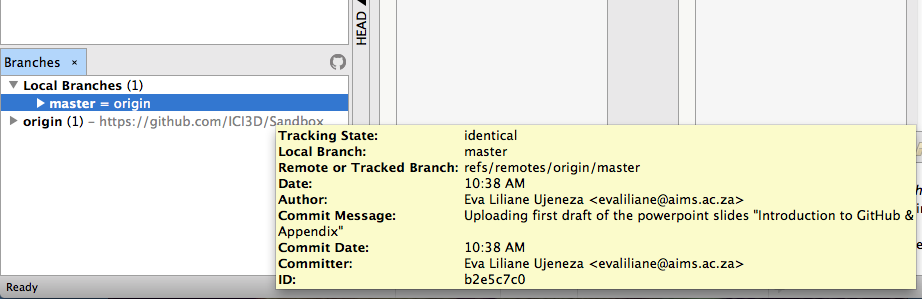 HEAD
Branches ×
Local Branches (1)
master = origin
origin (1) – https://github.com/ICI3D/Sandbox
Tracking State: identical
Local Branch: master
Remote or Tracked Branch: refs/remotes/origin/master
Date: 10:38 AM
Author: Eva Liliane Ujeneza <evaliliane@aims.ac.za>
Commit Message: Uploading first draft of the powerpoint slides "Introduction to GitHub &
Appendix"
Commit Date: 10:38 AM
Committer: Eva Liliane Ujeneza <evaliliane@aims.ac.za>
ID: b2e5c7c0
Ready